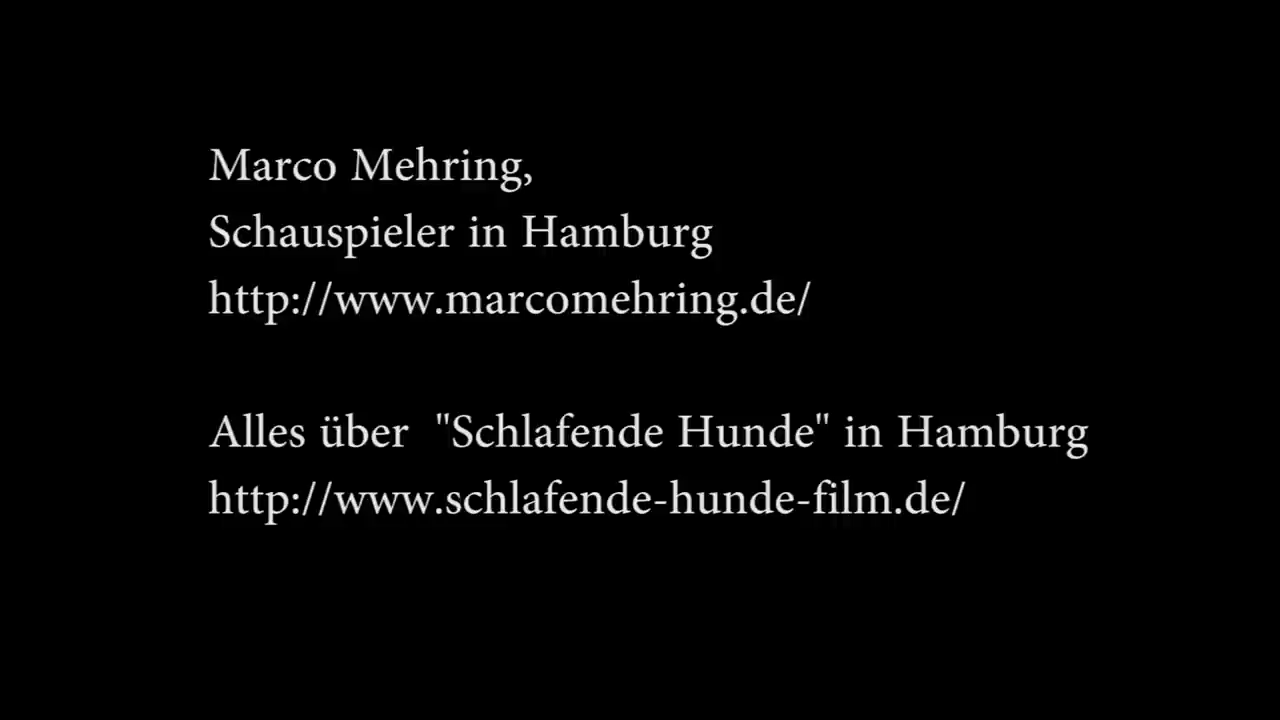 Marco Mehring,
Schauspieler in Hamburg
http://www.marcomehring.de/
Alles über  "Schlafende Hunde" in Hamburg
http://www.schlafende-hunde-film.de/